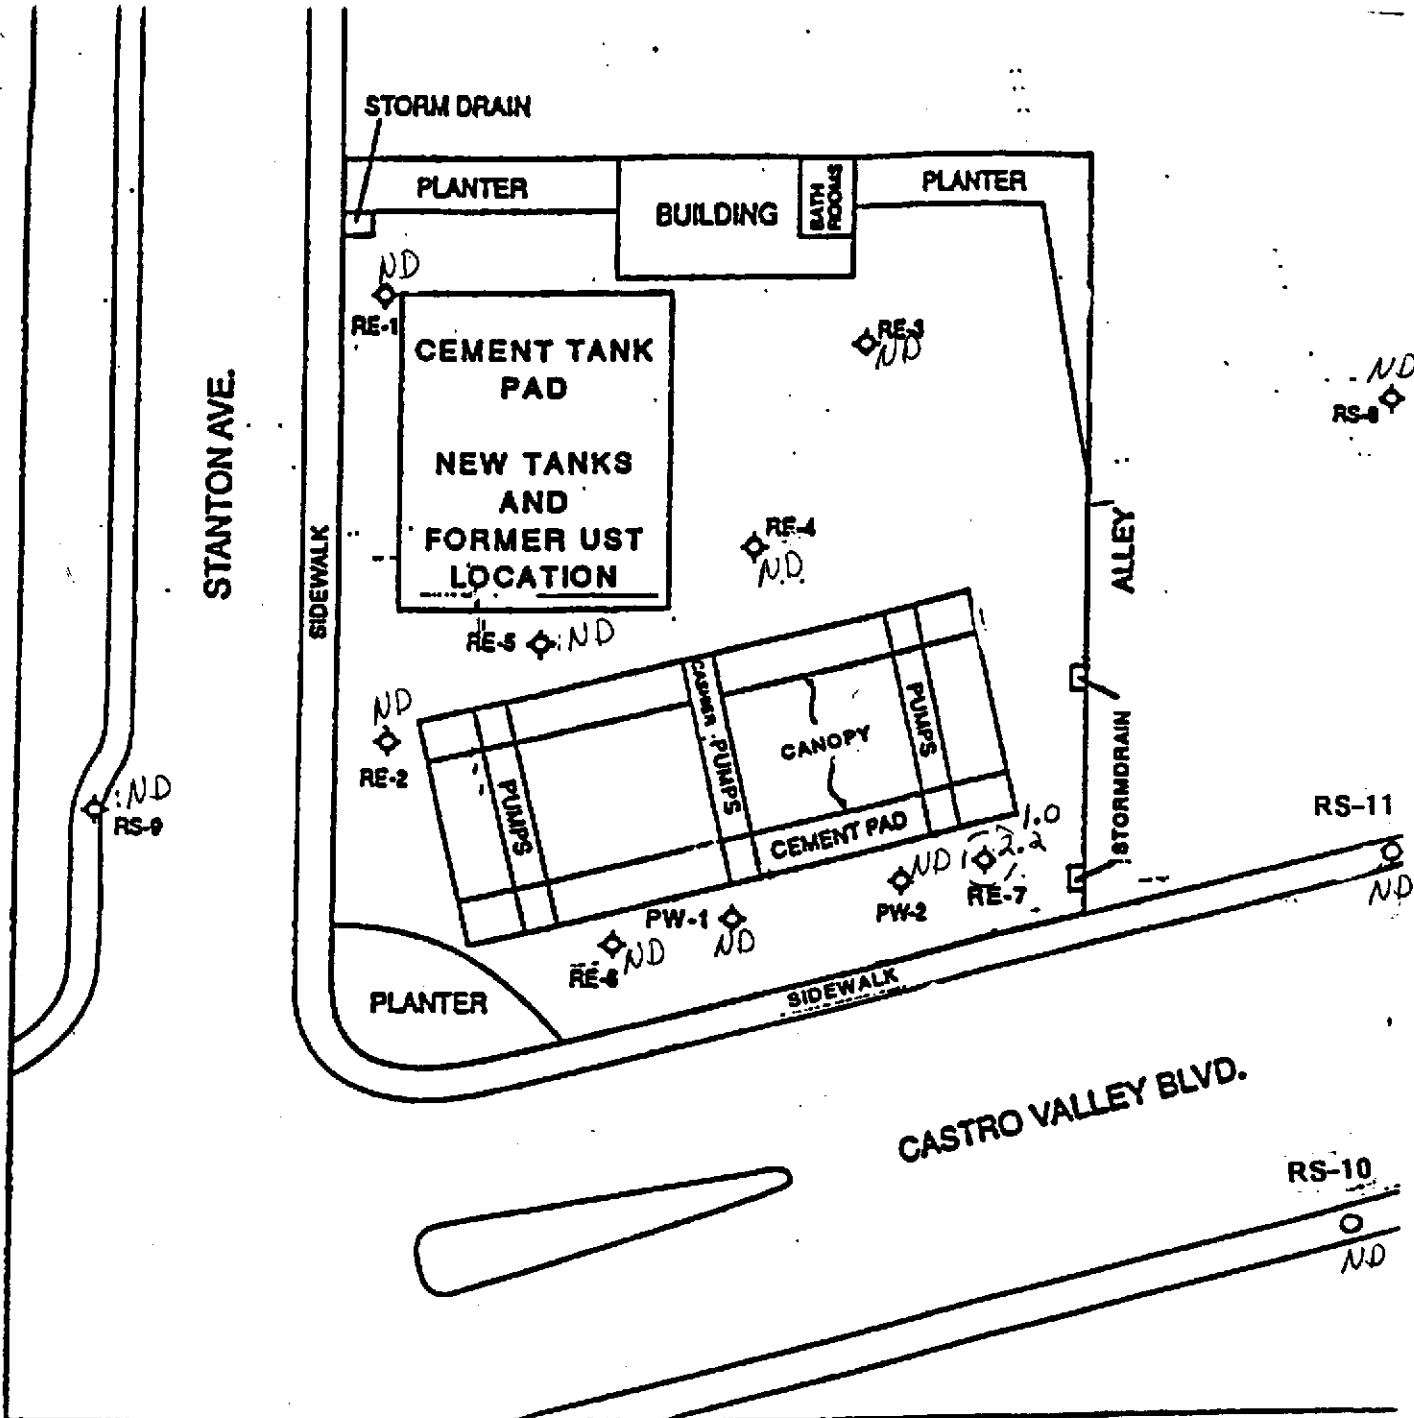 STORM DRAIN
PLANTER
BUILDING
BATH
ROOMS
PLANTER
ND
RE-1
CEMENT TANK
PAD
NEW TANKS
AND
FORMER UST
LOCATION
RE-3
ND
ND
RS-8
STANTON AVE.
SIDEWALK
RE-4
ND
ALLEY
RE-5
ND
ND
RE-2
CASHIER
PUMPS
PUMPS
PUMPS
CANOPY
CEMENT PAD
STORMDRAIN
ND
RS-9
RS-11
ND
1.0
2.2
RE-7
ND
PW-2
PW-1
ND
RE-6
ND
PLANTER
SIDEWALK
CASTRO VALLEY BLVD.
RS-10
ND